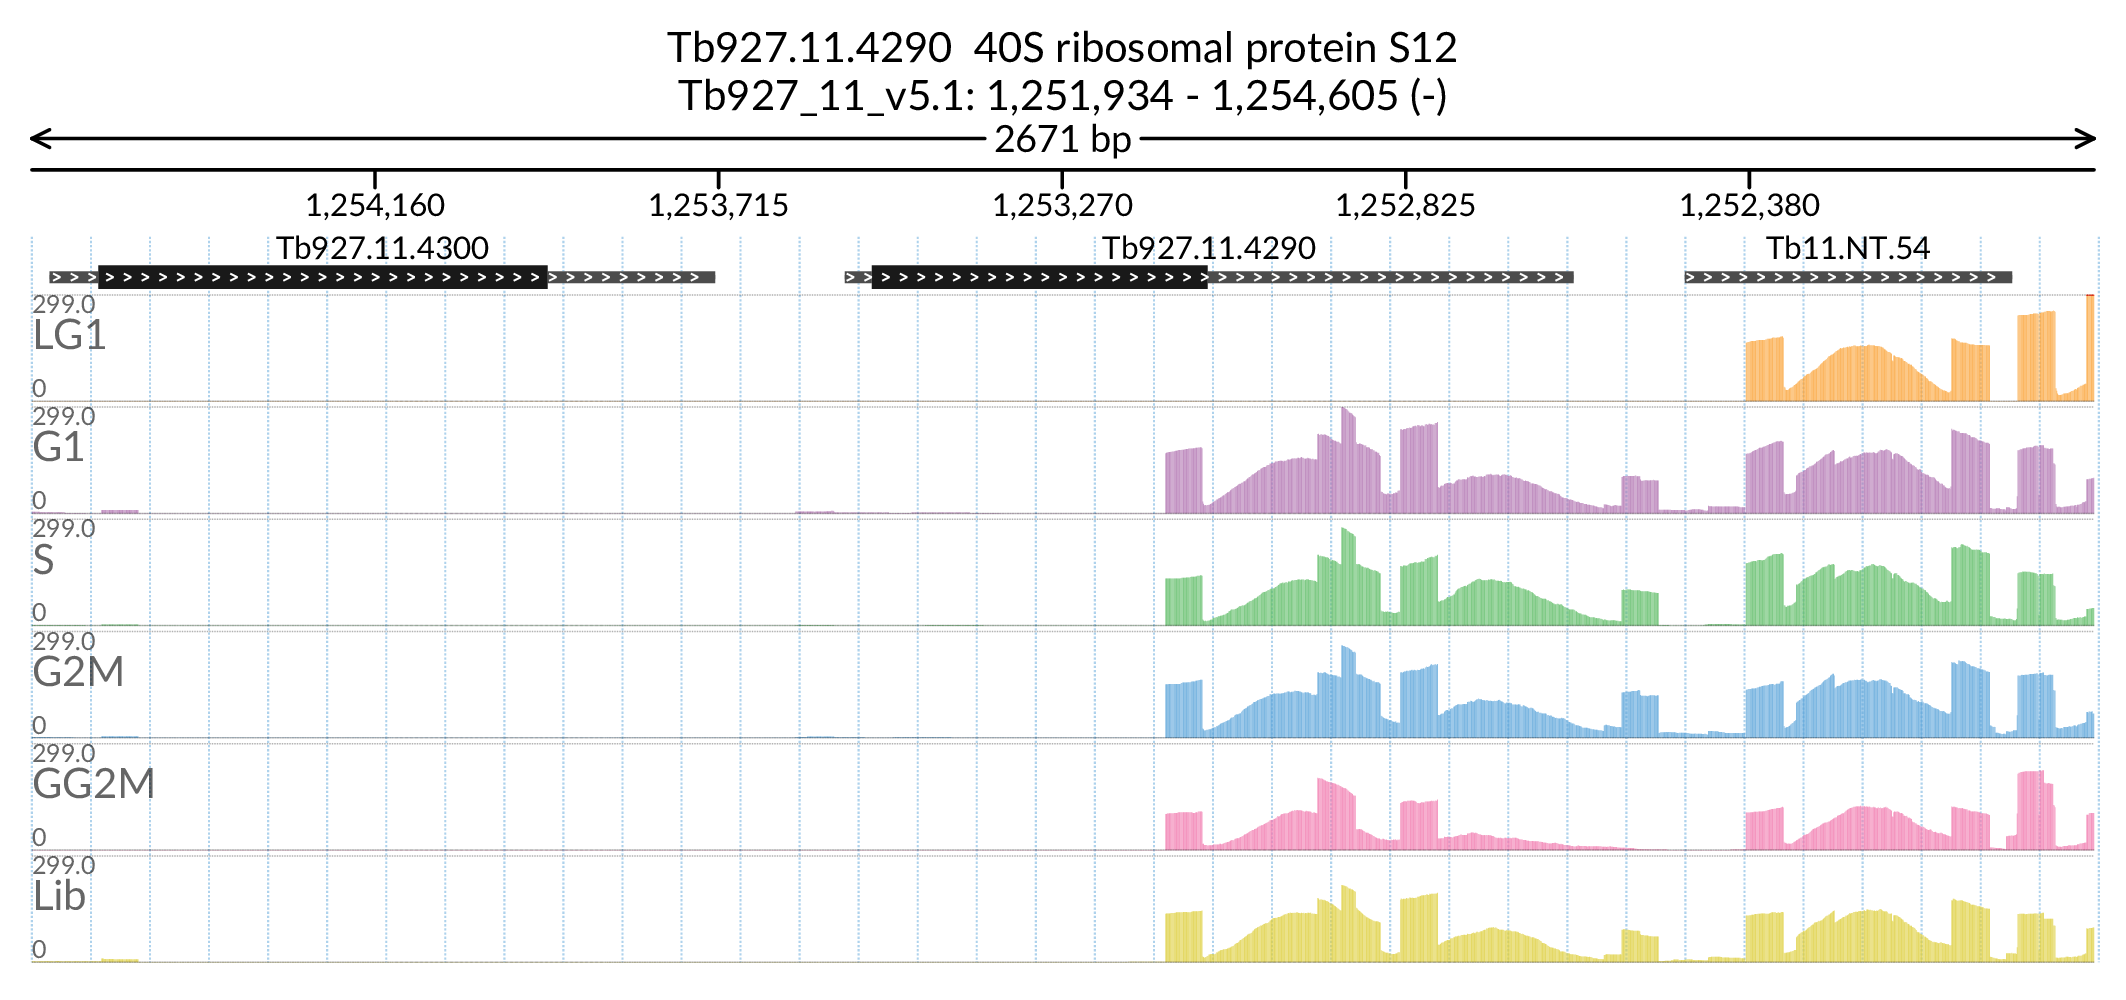 Tb927.11.4290  40S ribosomal protein S12
Tb927_11_v5.1: 1,251,934 - 1,254,605 (-)
2671 bp
1,254,160 1,253,715 1,253,270 1,252,825 1,252,380
Tb927.11.4300 Tb927.11.4290 Tb11.NT.54
299.0
LG1
0
299.0
G1
0
299.0
S
0
299.0
G2M
0
299.0
GG2M
0
299.0
Lib
0